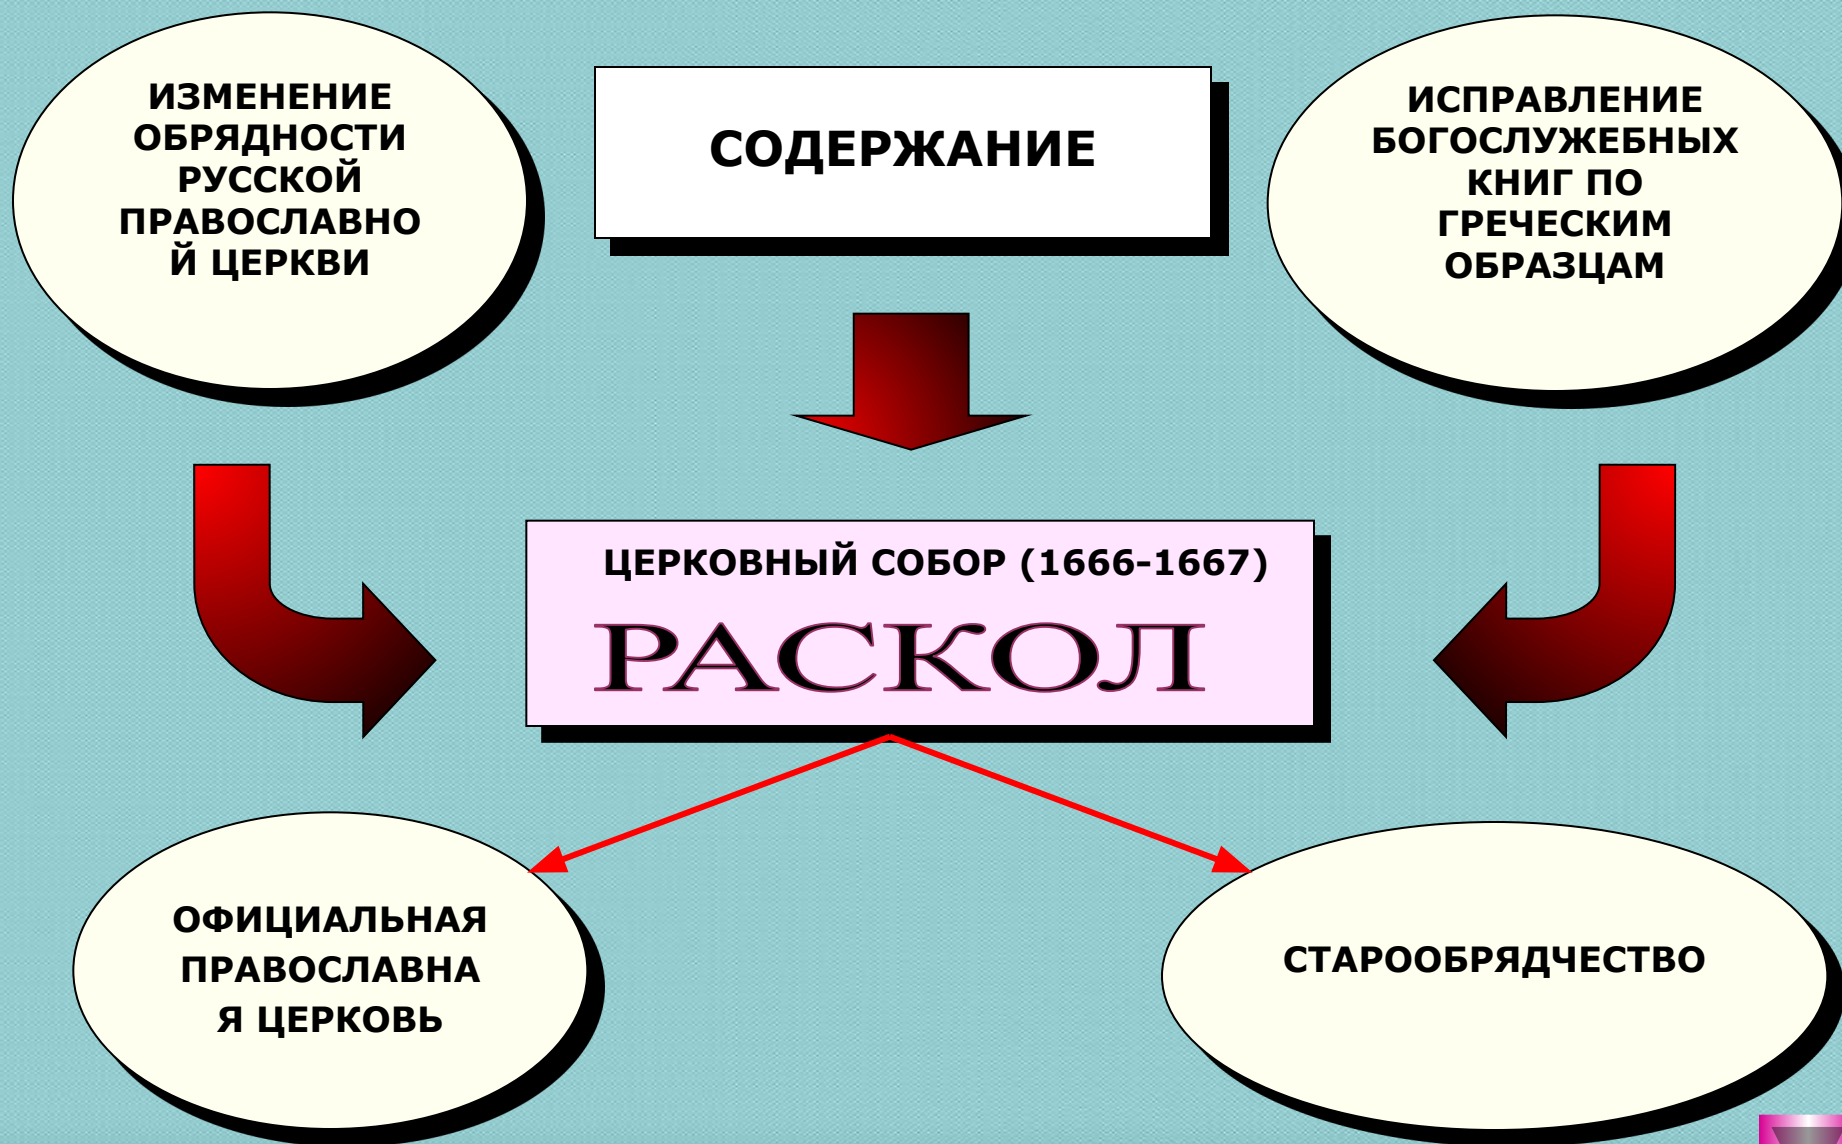 ИЗМЕНЕНИЕ
ОБРЯДНОСТИ
РУССКОЙ
ПРАВОСЛАВНО
Й ЦЕРКВИ
СОДЕРЖАНИЕ
ИСПРАВЛЕНИЕ
БОГОСЛУЖЕБНЫХ
КНИГ ПО
ГРЕЧЕСКИМ
ОБРАЗЦАМ
ЦЕРКОВНЫЙ СОБОР (1666-1667)
РАСКОЛ
ОФИЦИАЛЬНАЯ
ПРАВОСЛАВНА
Я ЦЕРКОВЬ
СТАРООБРЯДЧЕСТВО